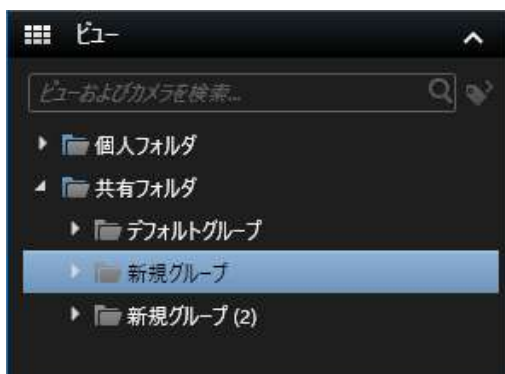 ビュー
ビューおよびカメラを検索...
個人フォルダ
共有フォルダ
デフォルトグループ
新規グループ
新規グループ (2)